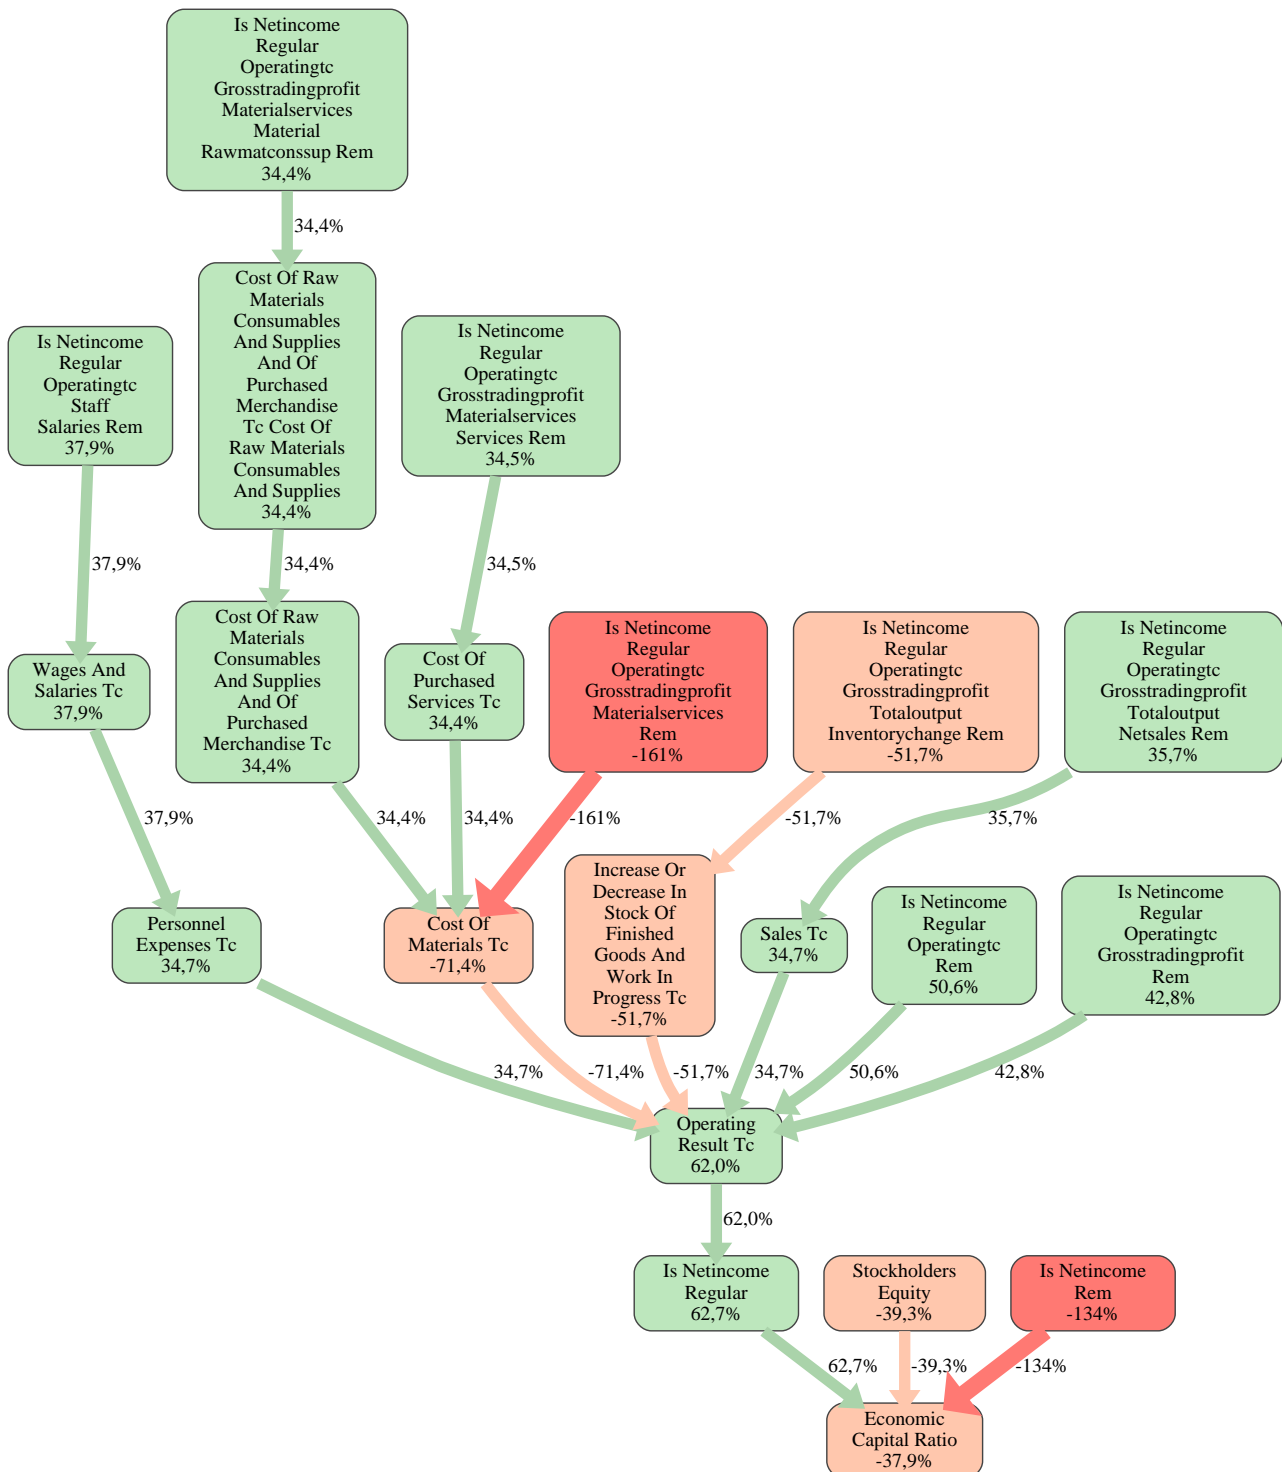 Is Netincome
Regular
Operatingtc
Grosstradingprofit
Materialservices
Material
Rawmatconssup Rem
34,4%
34,4%
Cost Of Raw
Materials
Consumables
And Supplies
And Of
Purchased
Merchandise
Tc Cost Of
Raw Materials
Consumables
And Supplies
34,4%
Is Netincome
Regular
Operatingtc
Staff
Salaries Rem
37,9%
Is Netincome
Regular
Operatingtc
Grosstradingprofit
Materialservices
Services Rem
34,5%
37,9%
34,4%
34,5%
Wages And
Salaries Tc
37,9%
Cost Of Raw
Materials
Consumables
And Supplies
And Of
Purchased
Merchandise Tc
34,4%
Cost Of
Purchased
Services Tc
34,4%
Is Netincome
Regular
Operatingtc
Grosstradingprofit
Materialservices
Rem
-161%
Is Netincome
Regular
Operatingtc
Grosstradingprofit
Totaloutput
Inventorychange Rem
-51,7%
Is Netincome
Regular
Operatingtc
Grosstradingprofit
Totaloutput
Netsales Rem
35,7%
37,9%
34,4%
34,4%
-161%
-51,7%
35,7%
Personnel
Expenses Tc
34,7%
Cost Of
Materials Tc
-71,4%
Increase Or
Decrease In
Stock Of
Finished
Goods And
Work In
Progress Tc
-51,7%
Sales Tc
34,7%
Is Netincome
Regular
Operatingtc
Rem
50,6%
Is Netincome
Regular
Operatingtc
Grosstradingprofit
Rem
42,8%
34,7%
-71,4%
-51,7%
34,7%
50,6%
42,8%
Operating
Result Tc
62,0%
62,0%
Is Netincome
Regular
62,7%
Stockholders
Equity
-39,3%
Is Netincome
Rem
-134%
62,7%
-39,3%
-134%
Economic
Capital Ratio
-37,9%